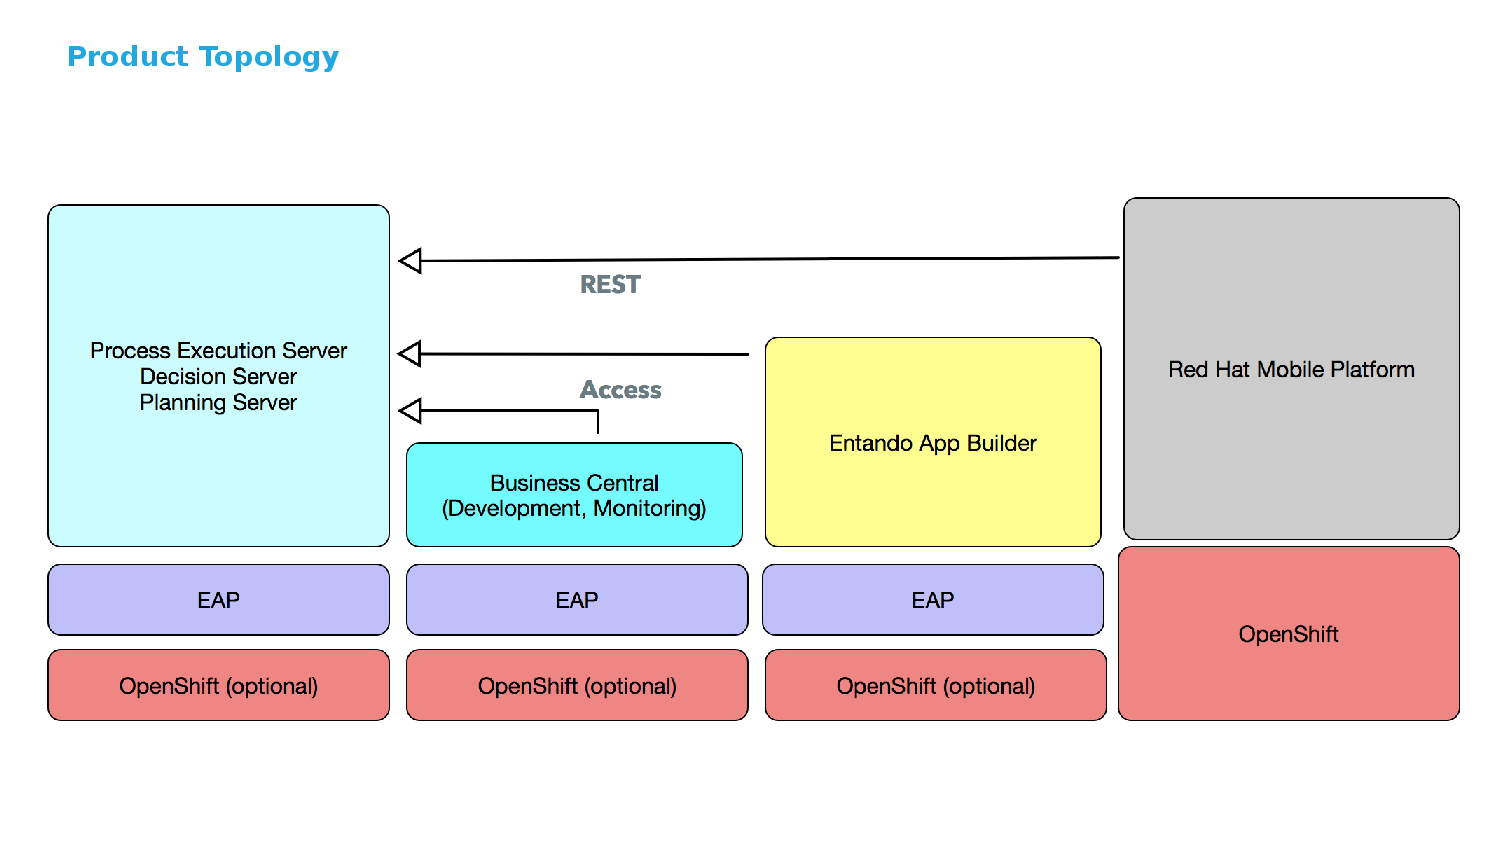 Product Topology
REST
Process Execution Server
Decision Server
Planning Server
Access
Business Central
(Development, Monitoring)
Entando App Builder
Red Hat Mobile Platform
EAP
EAP
EAP
OpenShift
OpenShift (optional)
OpenShift (optional)
OpenShift (optional)